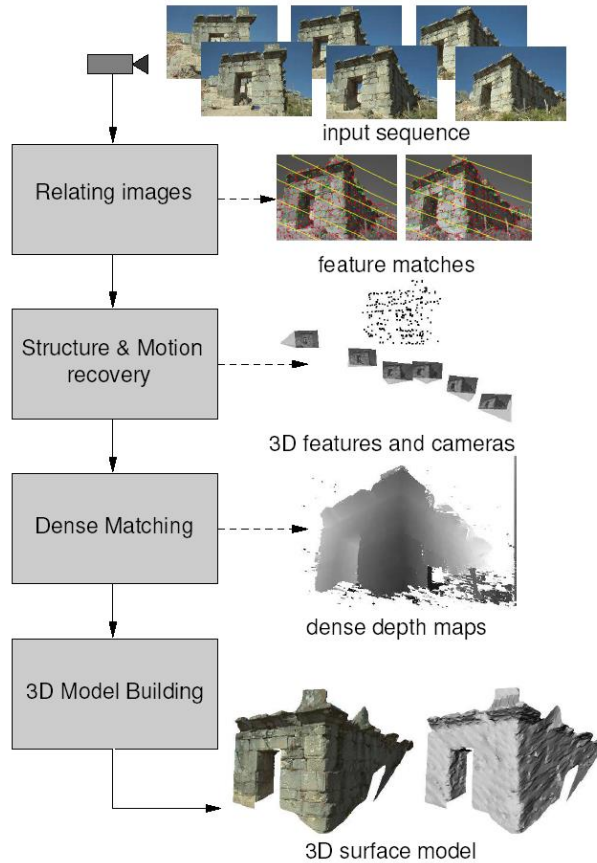 input sequence
Relating images
feature matches
Structure & Motion
recovery
3D features and cameras
Dense Matching
dense depth maps
3D Model Building
3D surface model